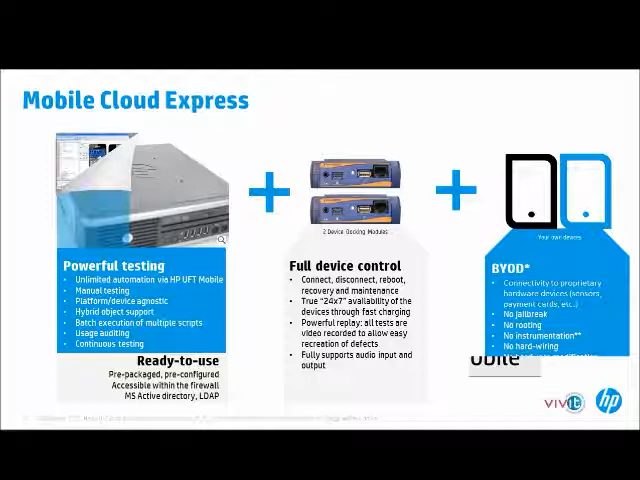 Mobile Cloud Express
2 Device Docking Modules
Your own devices
Powerful testing
• Unlimited automation via HP UFT Mobile
• Manual testing
• Platform/device agnostic
• Hybrid object support
• Batch execution of multiple scripts
• Usage auditing
• Continuous testing
Ready-to-use
Pre-packaged, pre-configured
Accessible within the firewall
MS Active directory, LDAP
Full device control
• Connect, disconnect, reboot,
recovery and maintenance
• True "24x7" availability of the
devices through fast charging
• Powerful replay: all tests are
video recorded to allow easy
recreation of defects
• Fully supports audio input and
output
BYOD*
• Connectivity to proprietary
hardware devices (sensors,
payment cards, etc.)
• No jailbreak
• No rooting
• No instrumentation**
• No hard-wiring
vivit
hp